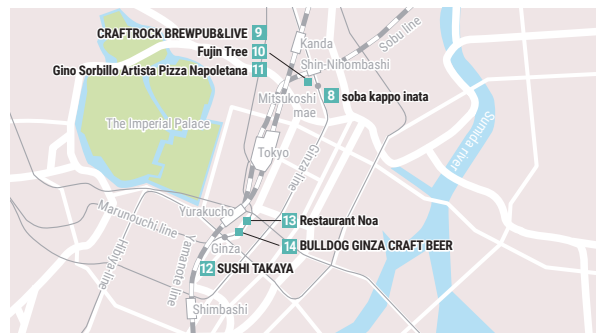 CRAFTROCK BREWPUB&LIVE 9
Fujin Tree 10
Gino Sorbillo Artista Pizza Napoletana 11
Kanda
Sobu line
Shin-Nihombashi
8 soba kappo inata
Mitsukoshi
mae
The Imperial Palace
Tokyo
Ginza-line
Sumida river
Marunouchi line
Yurakucho
13 Restaurant Noa
14 BULLDOG GINZA CRAFT BEER
Ginza
12 SUSHI TAKAYA
Hibiya-line
Yamanote line
Shimbashi